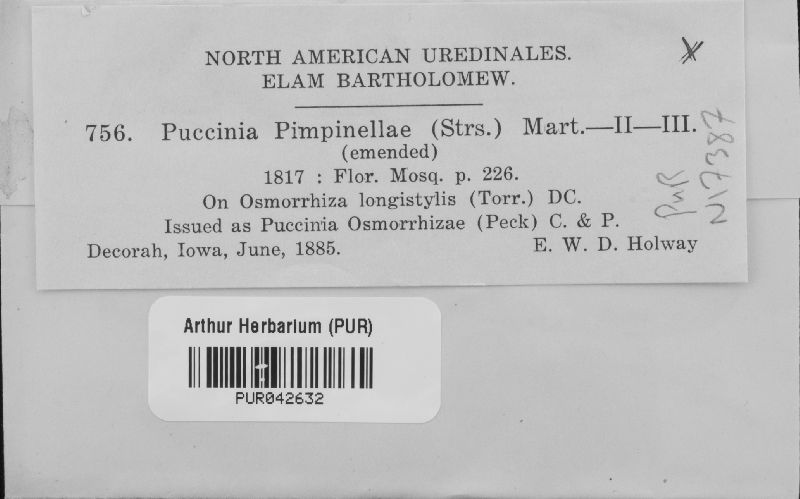 NORTH AMERICAN UREDINALES.
ELAM BARTHOLOMEW.
756. Puccinia Pimpinellae (Strs.) Mart.—II—III.
(emended)
1817 : Flor. Mosq. p. 226.
On Osmorrhiza longistylis (Torr.) DC.
Issued as Puccinia Osmorrhizae (Peck) C. & P.
Decorah, Iowa, June, 1885. E. W. D. Holway
PUR
N17387
Arthur Herbarium (PUR)
PUR042632